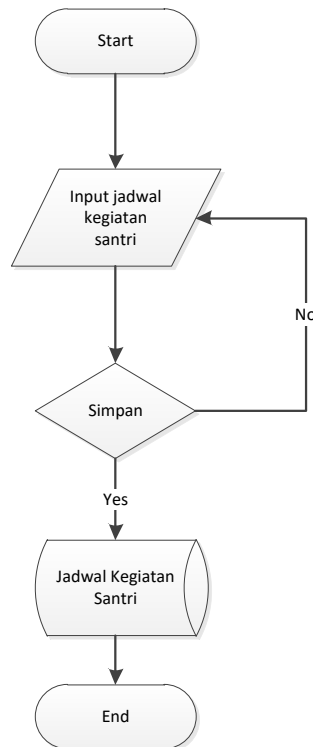 Start
Input jadwal
kegiatan
santri
No
Simpan
Yes
Jadwal Kegiatan
Santri
End